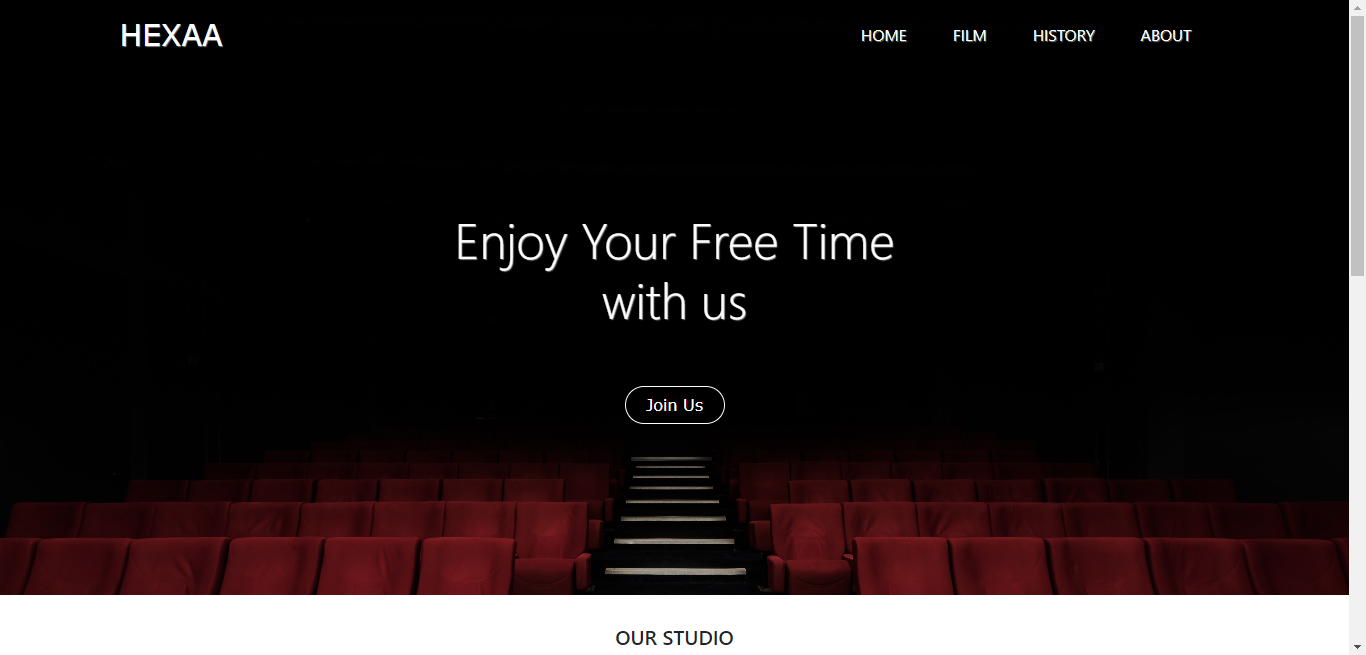 HEXAA
HOME FILM HISTORY ABOUT
Enjoy Your Free Time
with us
Join Us
OUR STUDIO